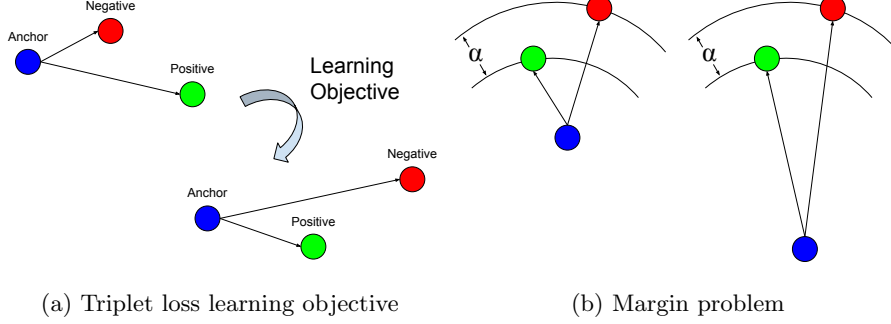 Negative
Anchor
Positive
Learning
Objective
Negative
Anchor
Positive
(a) Triplet loss learning objective
α
α
(b) Margin problem